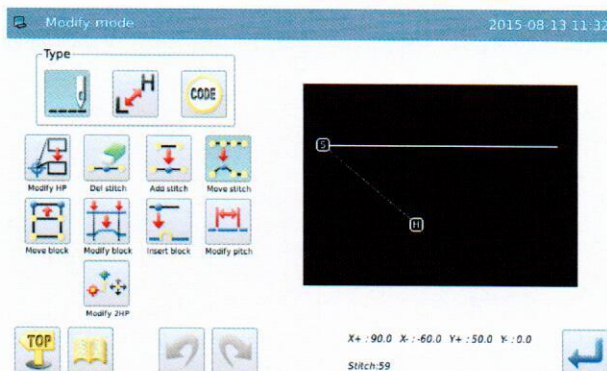 Modify mode 2015-08-13 11:32
Type
L H CODE
Modify HP Del stitch Add stitch Move stitch
Move block Modify block Insert block Modify pitch
Modify 2HP
S
H
TOP
X+ :90.0 X- :-60.0 Y+ :50.0 Y- :0.0
Stitch:59